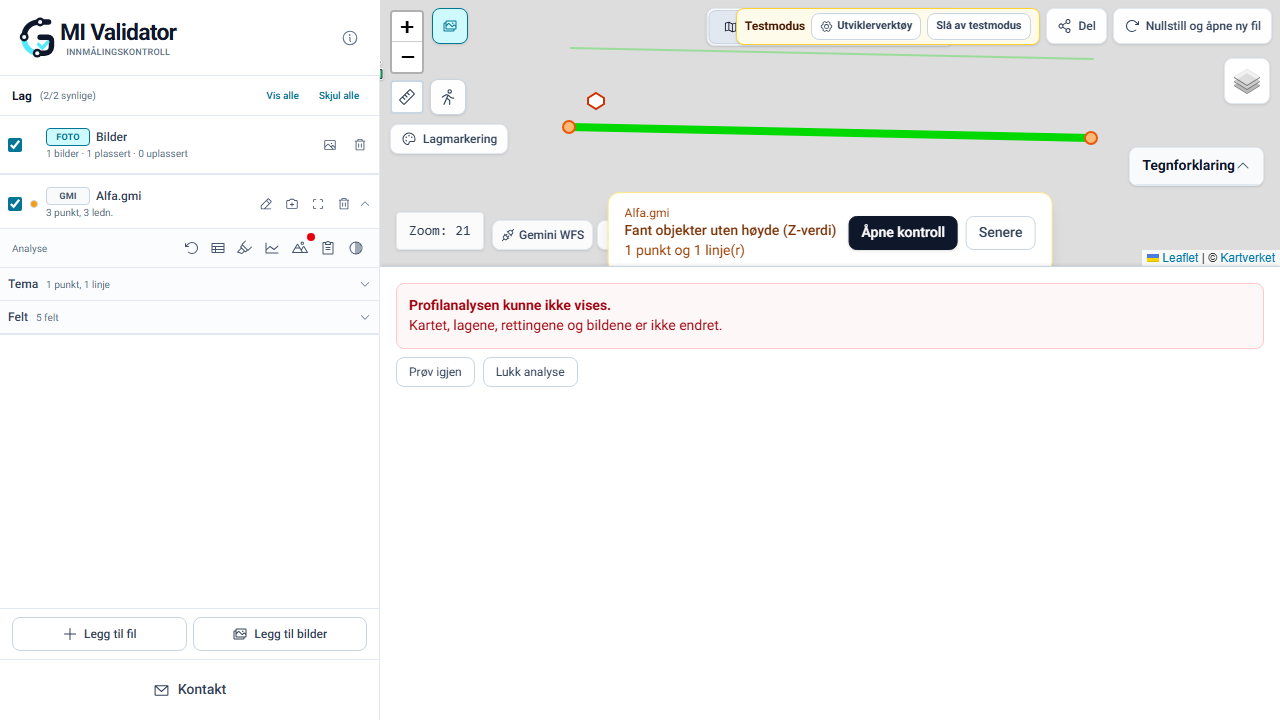 MI Validator
INNMÅLINGSKONTROLL
Lag (2/2 synlige) Vis alle Skjul alle
FOTO Bilder
1 bilder · 1 plassert · 0 uplassert
GMI Alfa.gmi
3 punkt, 3 ledn.
Analyse
Tema 1 punkt, 1 linje
Felt 5 felt
Legg til fil
Legg til bilder
Kontakt
+
−
Testmodus Utviklerverktøy Slå av testmodus
Del
Nullstill og åpne ny fil
Lagmarkering
Tegnforklaring
Zoom: 21
Gemini WFS
Alfa.gmi
Fant objekter uten høyde (Z-verdi)
1 punkt og 1 linje(r)
Åpne kontroll
Senere
Leaflet | © Kartverket
Profilanalysen kunne ikke vises.
Kartet, lagene, rettingene og bildene er ikke endret.
Prøv igjen
Lukk analyse